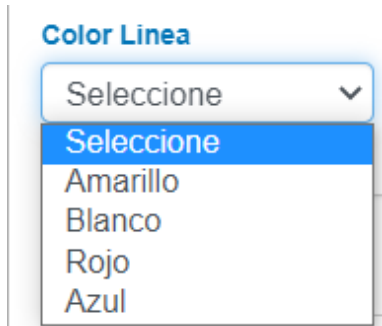 Color Linea
Seleccione
Seleccione
Amarillo
Blanco
Rojo
Azul